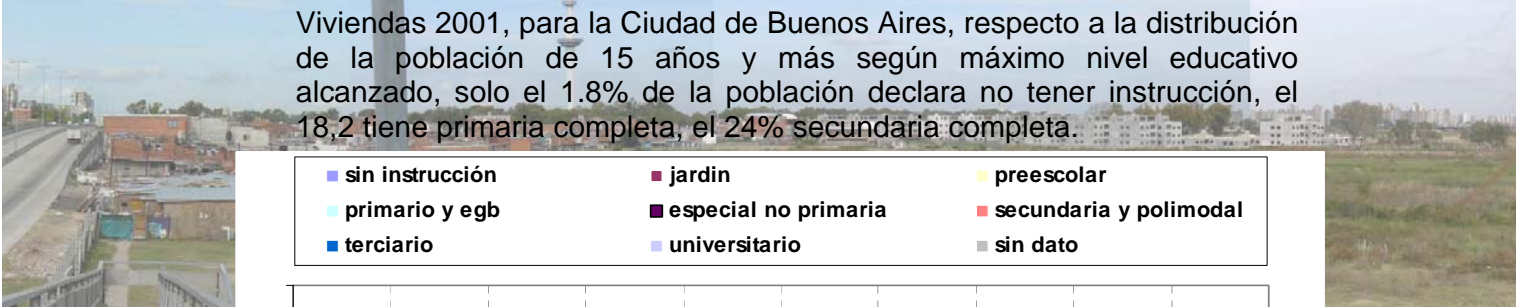 Viviendas 2001, para la Ciudad de Buenos Aires, respecto a la distribución
de la población de 15 años y más según máximo nivel educativo
alcanzado, solo el 1.8% de la población declara no tener instrucción, el
18,2 tiene primaria completa, el 24% secundaria completa.
sin instrucción jardin preescolar
primario y egb especial no primaria secundaria y polimodal
terciario universitario sin dato